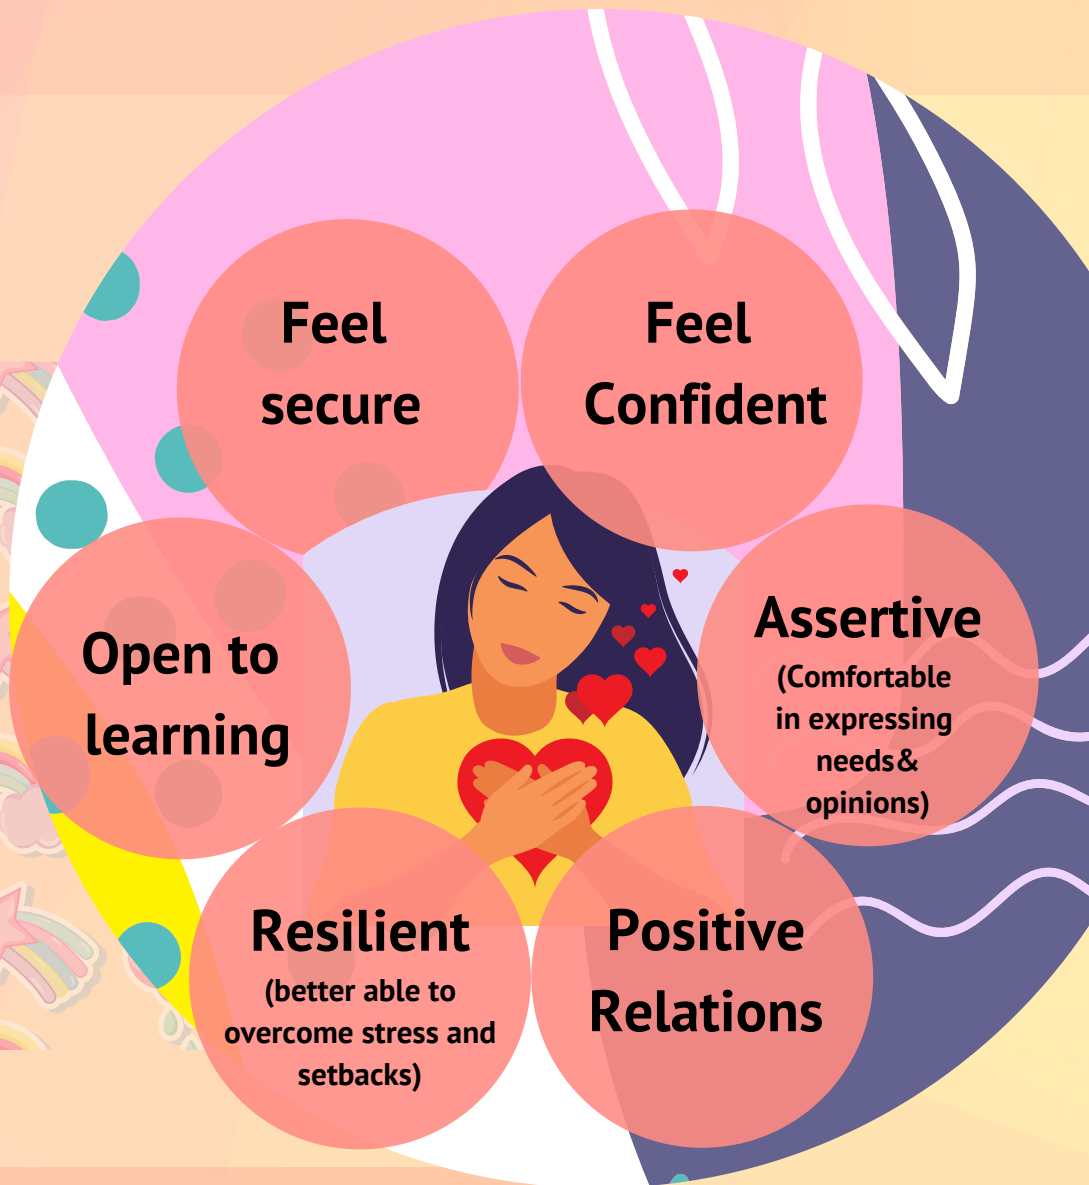 Feel
secure
Feel
Confident
Open to
learning
Assertive
(Comfortable
in expressing
needs&
opinions)
Resilient
(better able to
overcome stress and
setbacks)
Positive
Relations